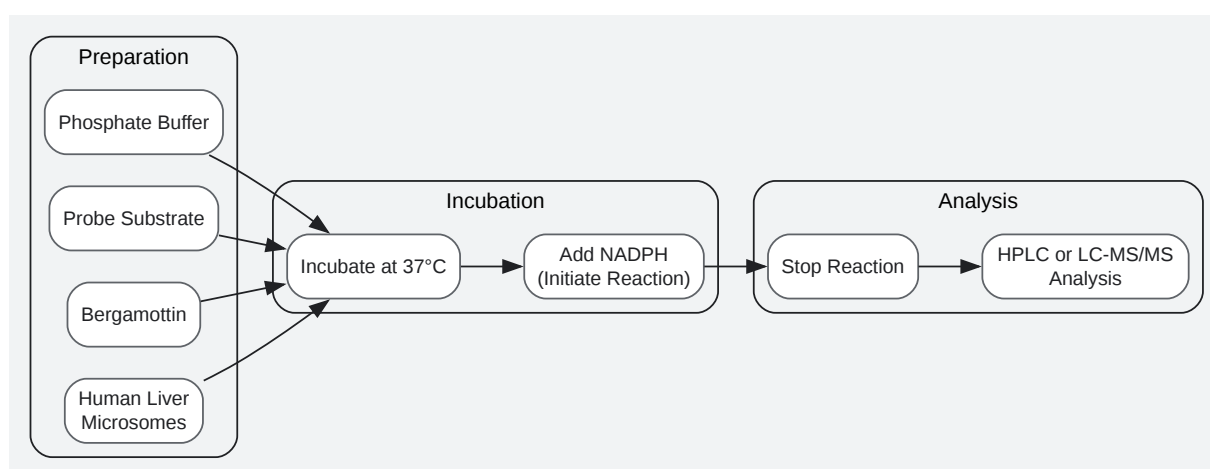 Preparation
Phosphate Buffer
Probe Substrate
Bergamottin
Human Liver
Microsomes
Incubation
Incubate at 37°C
Add NADPH
(Initiate Reaction)
Analysis
Stop Reaction
HPLC or LC-MS/MS
Analysis